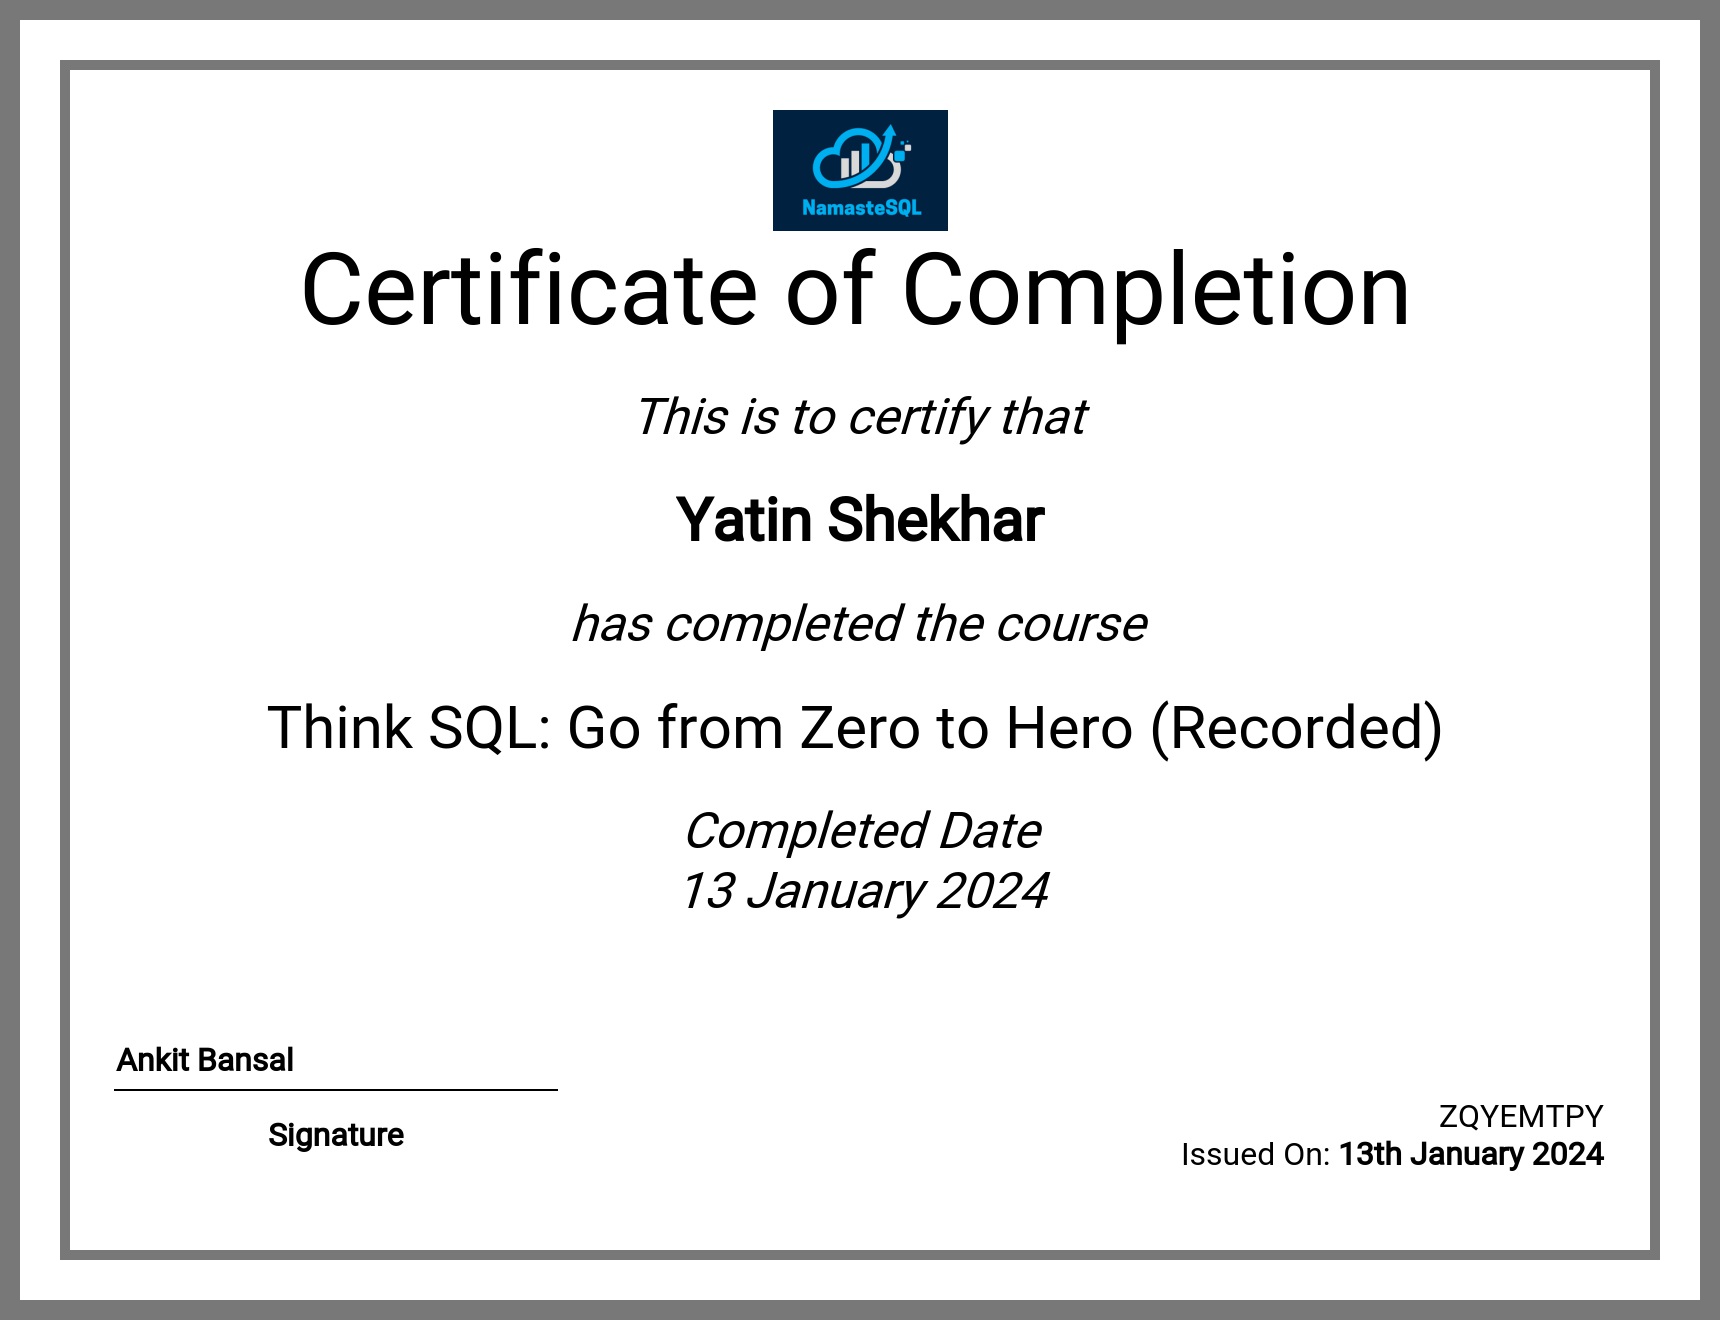 NamasteSQL
Certificate of Completion
This is to certify that
Yatin Shekhar
has completed the course
Think SQL: Go from Zero to Hero (Recorded)
Completed Date
13 January 2024
Ankit Bansal
Signature
ZQYEMTPY
Issued On: 13th January 2024